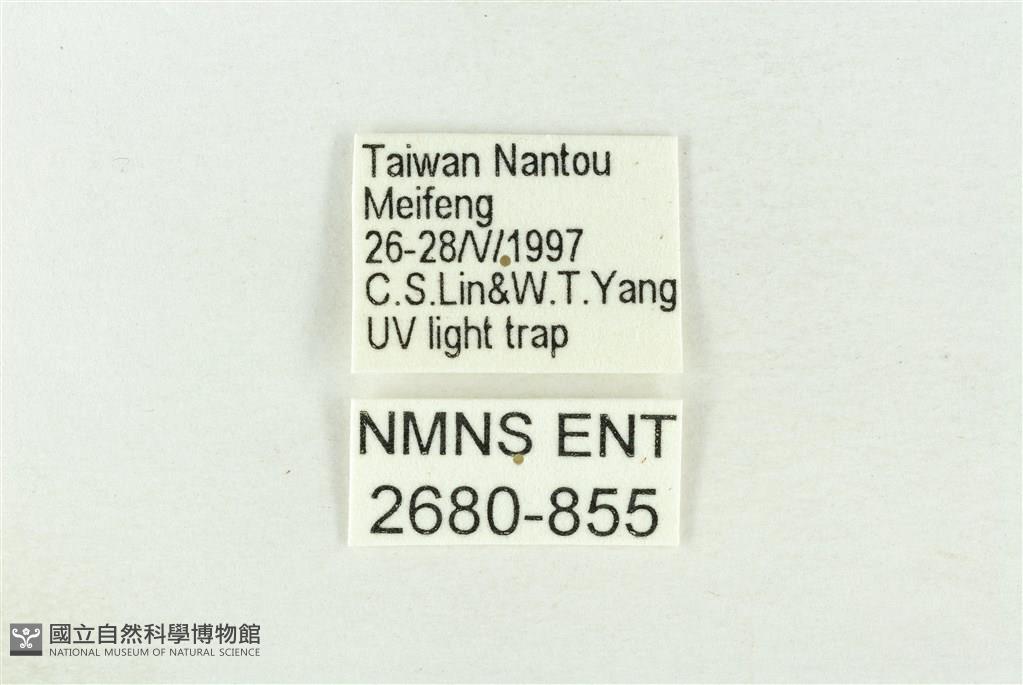 Taiwan Nantou
Meifeng
26-28/V/1997
C.S.Lin&W.T.Yang
UV light trap
NMNS ENT
2680-855
國立自然科學博物館
NATIONAL MUSEUM OF NATURAL SCIENCE